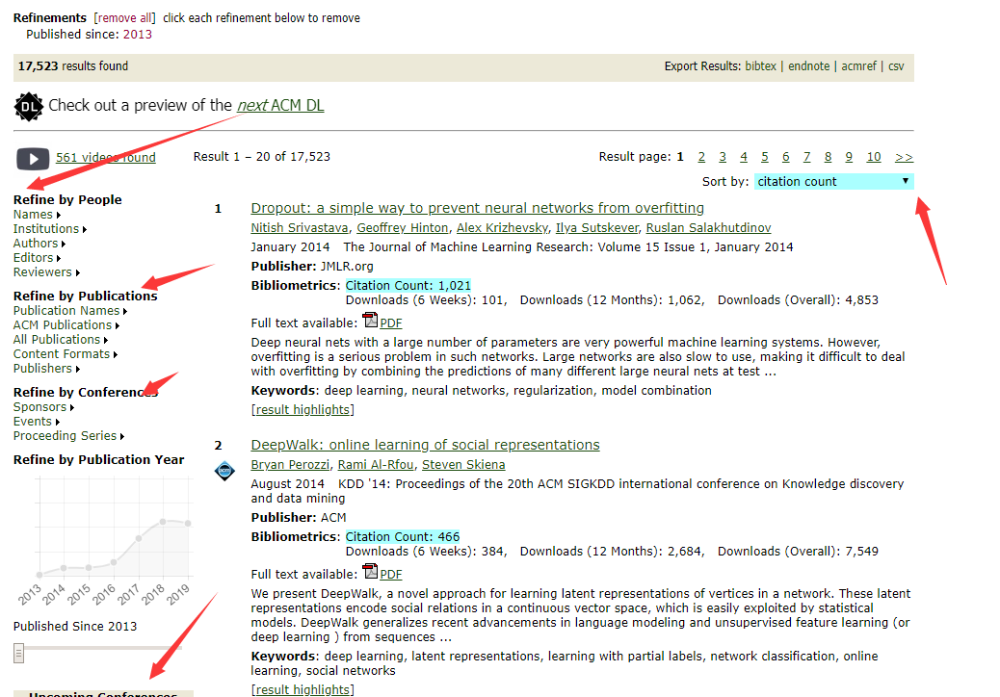 Refinements [remove all] click each refinement below to remove
Published since: 2013
17,523 results found
Export Results: bibtex | endnote | acmref | csv
DL Check out a preview of the next ACM DL
561 videos found
Result 1 – 20 of 17,523
Result page: 1 2 3 4 5 6 7 8 9 10 >>
Sort by: citation count
Refine by People
Names
Institutions
Authors
Editors
Reviewers
Refine by Publications
Publication Names
ACM Publications
All Publications
Content Formats
Publishers
Refine by Conferences
Sponsors
Events
Proceeding Series
Refine by Publication Year
2013 2014 2015 2016 2017 2018 2019
Published Since 2013
Upcoming Conferences
1
Dropout: a simple way to prevent neural networks from overfitting
Nitish Srivastava, Geoffrey Hinton, Alex Krizhevsky, Ilya Sutskever, Ruslan Salakhutdinov
January 2014 The Journal of Machine Learning Research: Volume 15 Issue 1, January 2014
Publisher: JMLR.org
Bibliometrics: Citation Count: 1,021
Downloads (6 Weeks): 101, Downloads (12 Months): 1,062, Downloads (Overall): 4,853
Full text available: PDF
Deep neural nets with a large number of parameters are very powerful machine learning systems. However,
overfitting is a serious problem in such networks. Large networks are also slow to use, making it difficult to deal
with overfitting by combining the predictions of many different large neural nets at test ...
Keywords: deep learning, neural networks, regularization, model combination
[result highlights]
2
DeepWalk: online learning of social representations
Bryan Perozzi, Rami Al-Rfou, Steven Skiena
August 2014 KDD '14: Proceedings of the 20th ACM SIGKDD international conference on Knowledge discovery
and data mining
Publisher: ACM
Bibliometrics: Citation Count: 466
Downloads (6 Weeks): 384, Downloads (12 Months): 2,684, Downloads (Overall): 7,549
Full text available: PDF
We present DeepWalk, a novel approach for learning latent representations of vertices in a network. These latent
representations encode social relations in a continuous vector space, which is easily exploited by statistical
models. DeepWalk generalizes recent advancements in language modeling and unsupervised feature learning (or
deep learning ) from sequences ...
Keywords: deep learning, latent representations, learning with partial labels, network classification, online
learning, social networks
[result highlights]